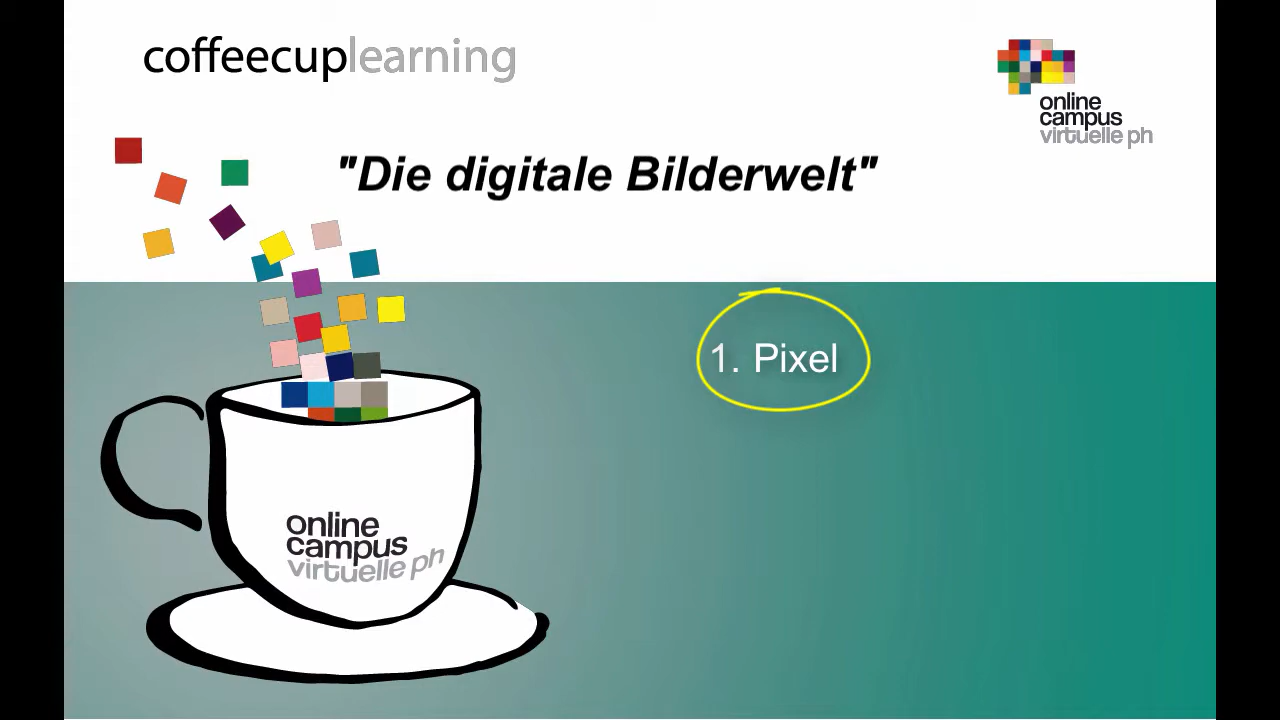 coffeecuplearning
online
campus
virtuelle ph
"Die digitale Bilderwelt"
1. Pixel
online
campus
virtuelle ph